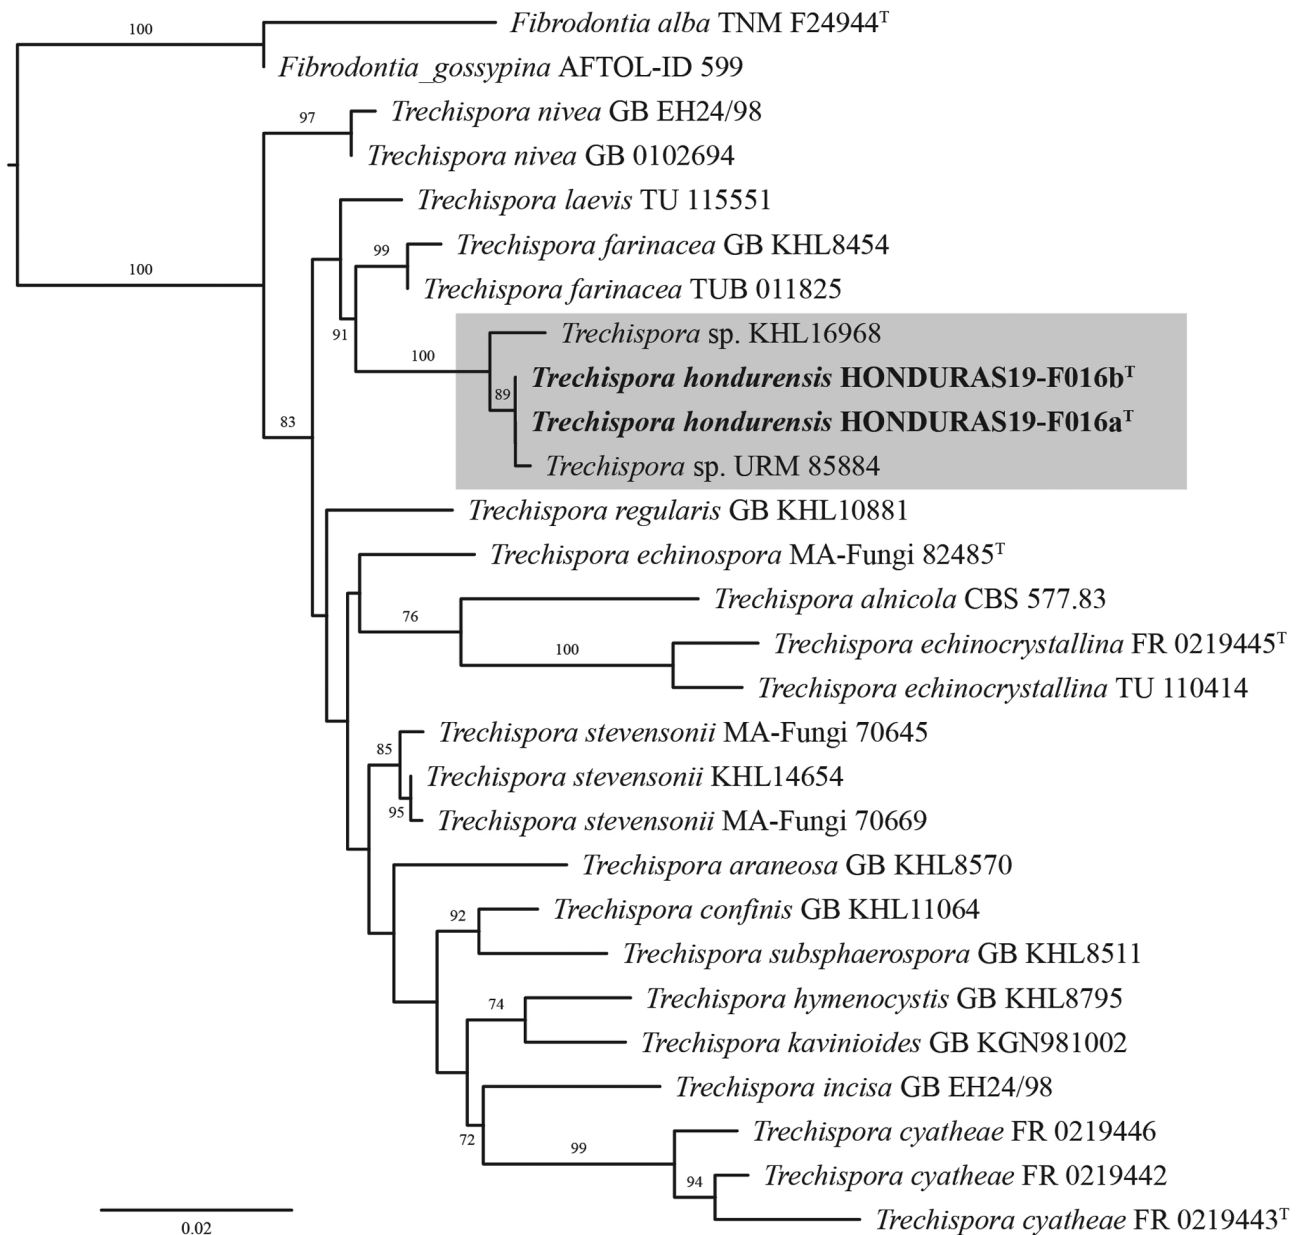 100
Fibrodontia alba TNM F24944ᵀ
Fibrodontia_gossypina AFTOL-ID 599
97
Trechispora nivea GB EH24/98
Trechispora nivea GB 0102694
Trechispora laevis TU 115551
99
Trechispora farinacea GB KHL8454
100
Trechispora farinacea TUB 011825
91
Trechispora sp. KHL16968
100
Trechispora hondurensis HONDURAS19-F016bᵀ
89
83
Trechispora hondurensis HONDURAS19-F016aᵀ
Trechispora sp. URM 85884
Trechispora regularis GB KHL10881
Trechispora echinospora MA-Fungi 82485ᵀ
76
Trechispora alnicola CBS 577.83
100
Trechispora echinocrystallina FR 0219445ᵀ
Trechispora echinocrystallina TU 110414
85
Trechispora stevensonii MA-Fungi 70645
Trechispora stevensonii KHL14654
95
Trechispora stevensonii MA-Fungi 70669
Trechispora araneosa GB KHL8570
92
Trechispora confinis GB KHL11064
Trechispora subsphaerospora GB KHL8511
74
Trechispora hymenocystis GB KHL8795
Trechispora kavinioides GB KGN981002
Trechispora incisa GB EH24/98
72
99
Trechispora cyatheae FR 0219446
94
Trechispora cyatheae FR 0219442
Trechispora cyatheae FR 0219443ᵀ
0.02